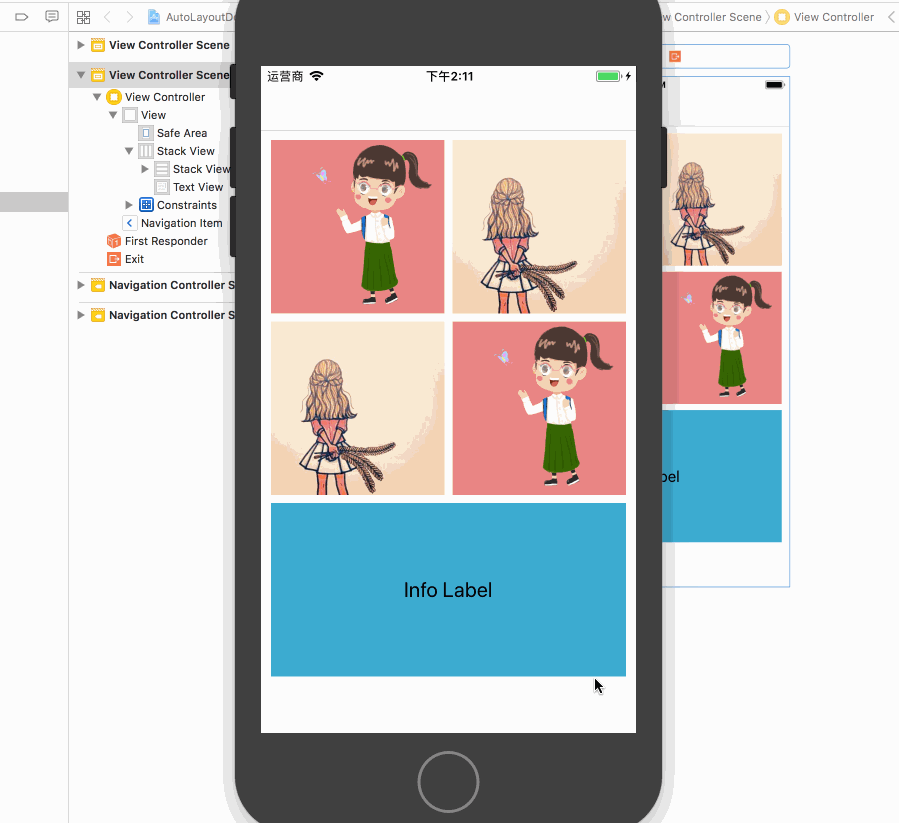 AutoLayoutD
w Controller Scene
View Controller
View Controller Scene
View Controller Scene
View Controller
View
Safe Area
Stack View
Stack View
Text View
Constraints
Navigation Item
First Responder
Exit
Navigation Controller S
Navigation Controller S
运营商
下午2:11
M
Info Label
bel